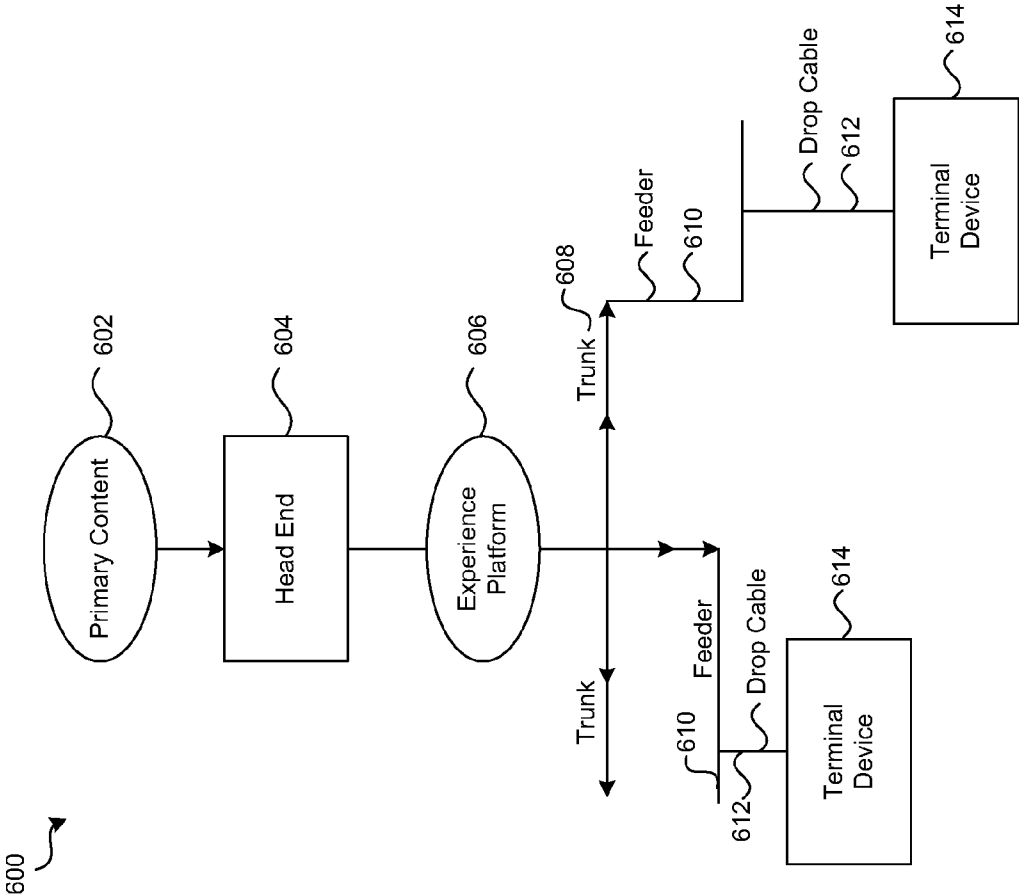 600
Primary Content
602
Head End
604
Experience
Platform
606
Trunk
Trunk
608
Feeder
610
Feeder
610
Drop Cable
612
Drop Cable
612
Terminal
Device
614
Terminal
Device
614